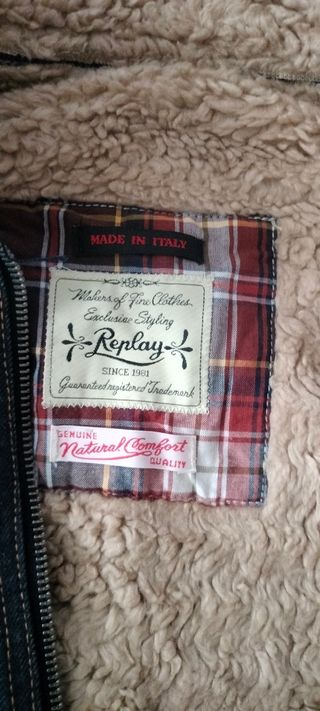 MADE IN ITALY
Makers of Fine Clothes
Exclusive Styling
Replay
SINCE 1981
Guaranteed registered Trademark
GENUINE
Natural Comfort
QUALITY